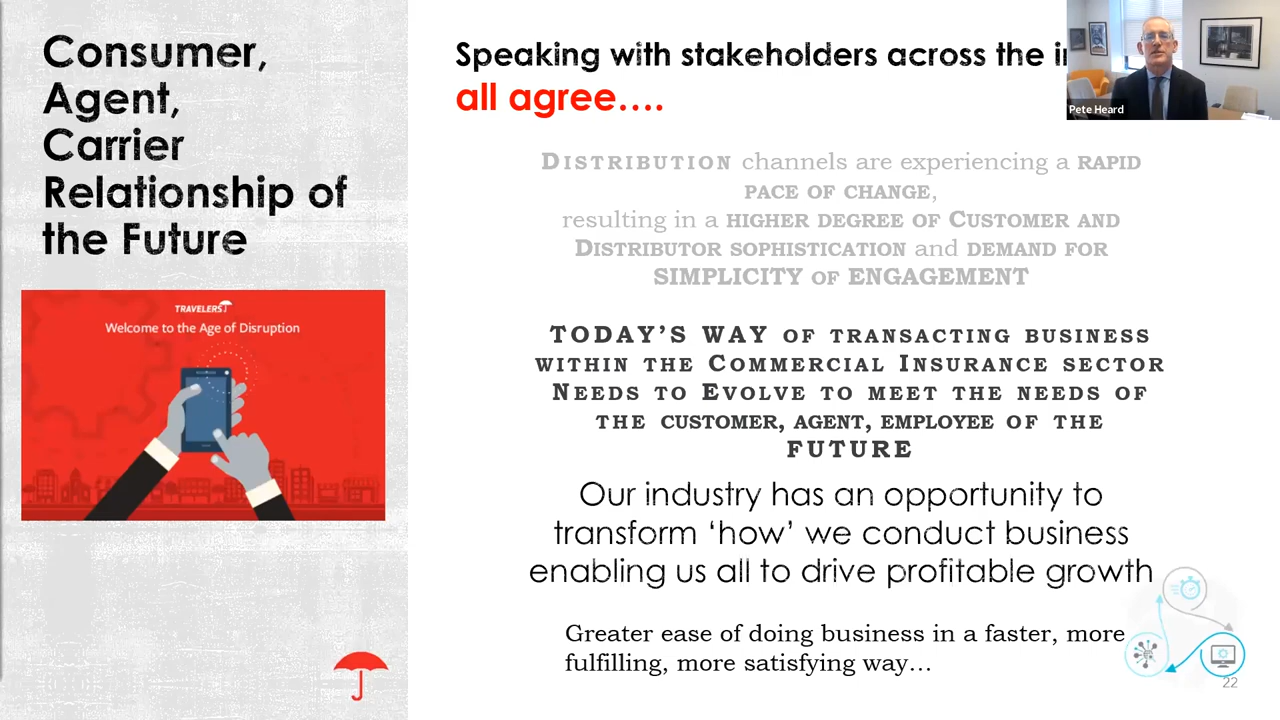 Consumer,
Agent,
Carrier
Relationship of
the Future
TRAVELERS
Welcome to the Age of Disruption
Speaking with stakeholders across the
all agree….
Pete Heard
DISTRIBUTION channels are experiencing a RAPID
PACE OF CHANGE,
resulting in a HIGHER DEGREE OF CUSTOMER AND
DISTRIBUTOR SOPHISTICATION and DEMAND FOR
SIMPLICITY OF ENGAGEMENT
TODAY’S WAY OF TRANSACTING BUSINESS
WITHIN THE COMMERCIAL INSURANCE SECTOR
NEEDS TO EVOLVE TO MEET THE NEEDS OF
THE CUSTOMER, AGENT, EMPLOYEE OF THE
FUTURE
Our industry has an opportunity to
transform ‘how’ we conduct business
enabling us all to drive profitable growth
Greater ease of doing business in a faster, more
fulfilling, more satisfying way…
22